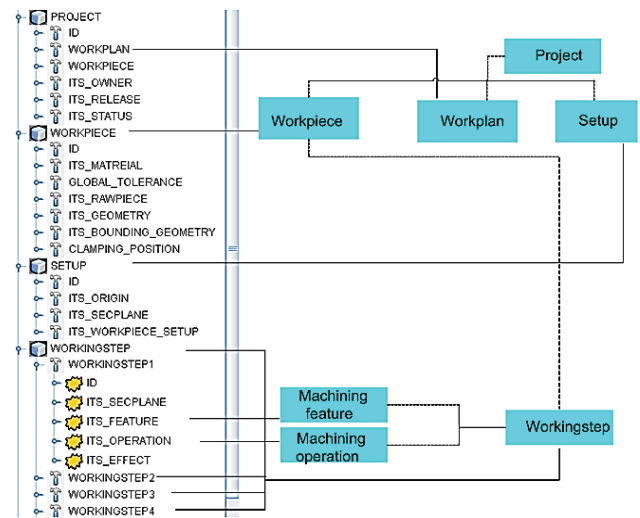 PROJECT
ID
WORKPLAN
WORKPIECE
ITS_OWNER
ITS_RELEASE
ITS_STATUS
WORKPIECE
ID
ITS_MATREIAL
GLOBAL_TOLERANCE
ITS_RAWPIECE
ITS_GEOMETRY
ITS_BOUNDING_GEOMETRY
CLAMPING_POSITION
SETUP
ID
ITS_ORIGIN
ITS_SECPLANE
ITS_WORKPIECE_SETUP
WORKINGSTEP
WORKINGSTEP1
ID
ITS_SECPLANE
ITS_FEATURE
ITS_OPERATION
ITS_EFFECT
WORKINGSTEP2
WORKINGSTEP3
WORKINGSTEP4
Project
Workpiece
Workplan
Setup
Machining
feature
Machining
operation
Workingstep